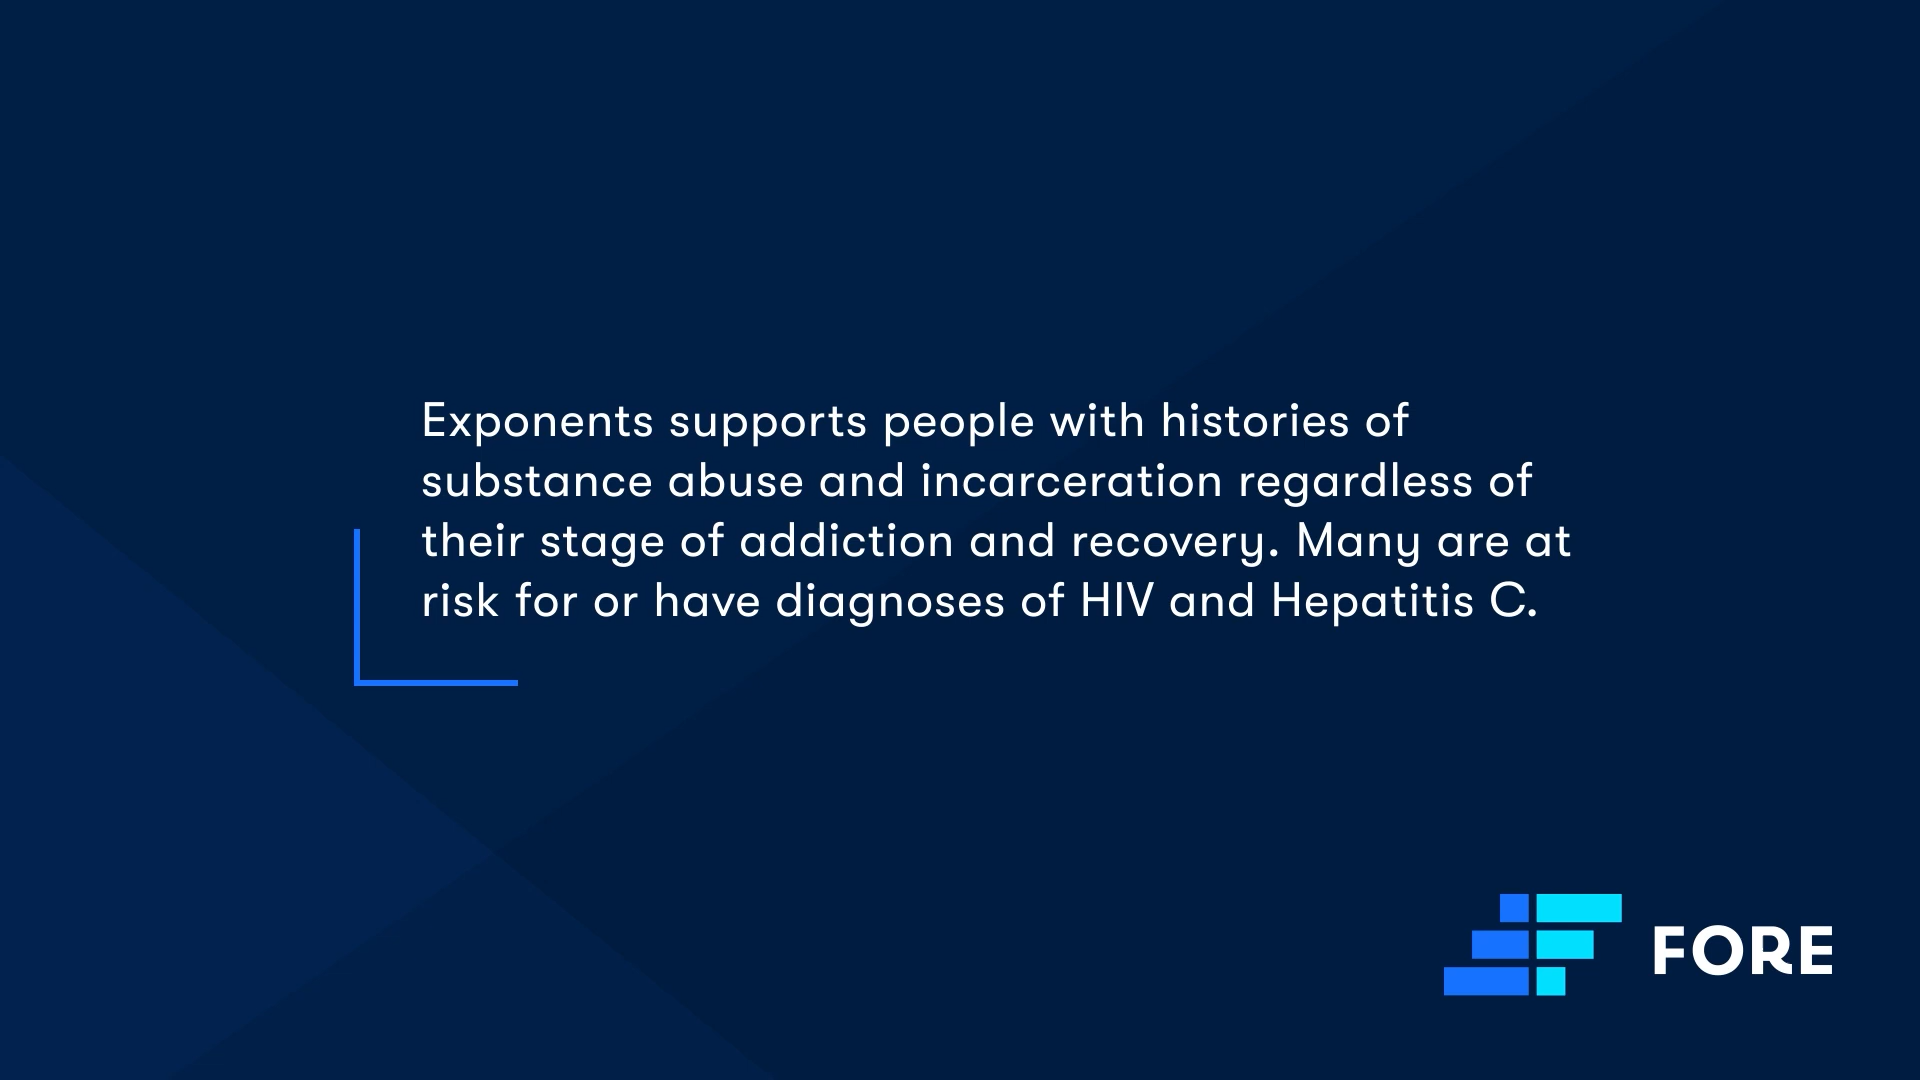 Exponents supports people with histories of
substance abuse and incarceration regardless of
their stage of addiction and recovery. Many are at
risk for or have diagnoses of HIV and Hepatitis C.
FORE